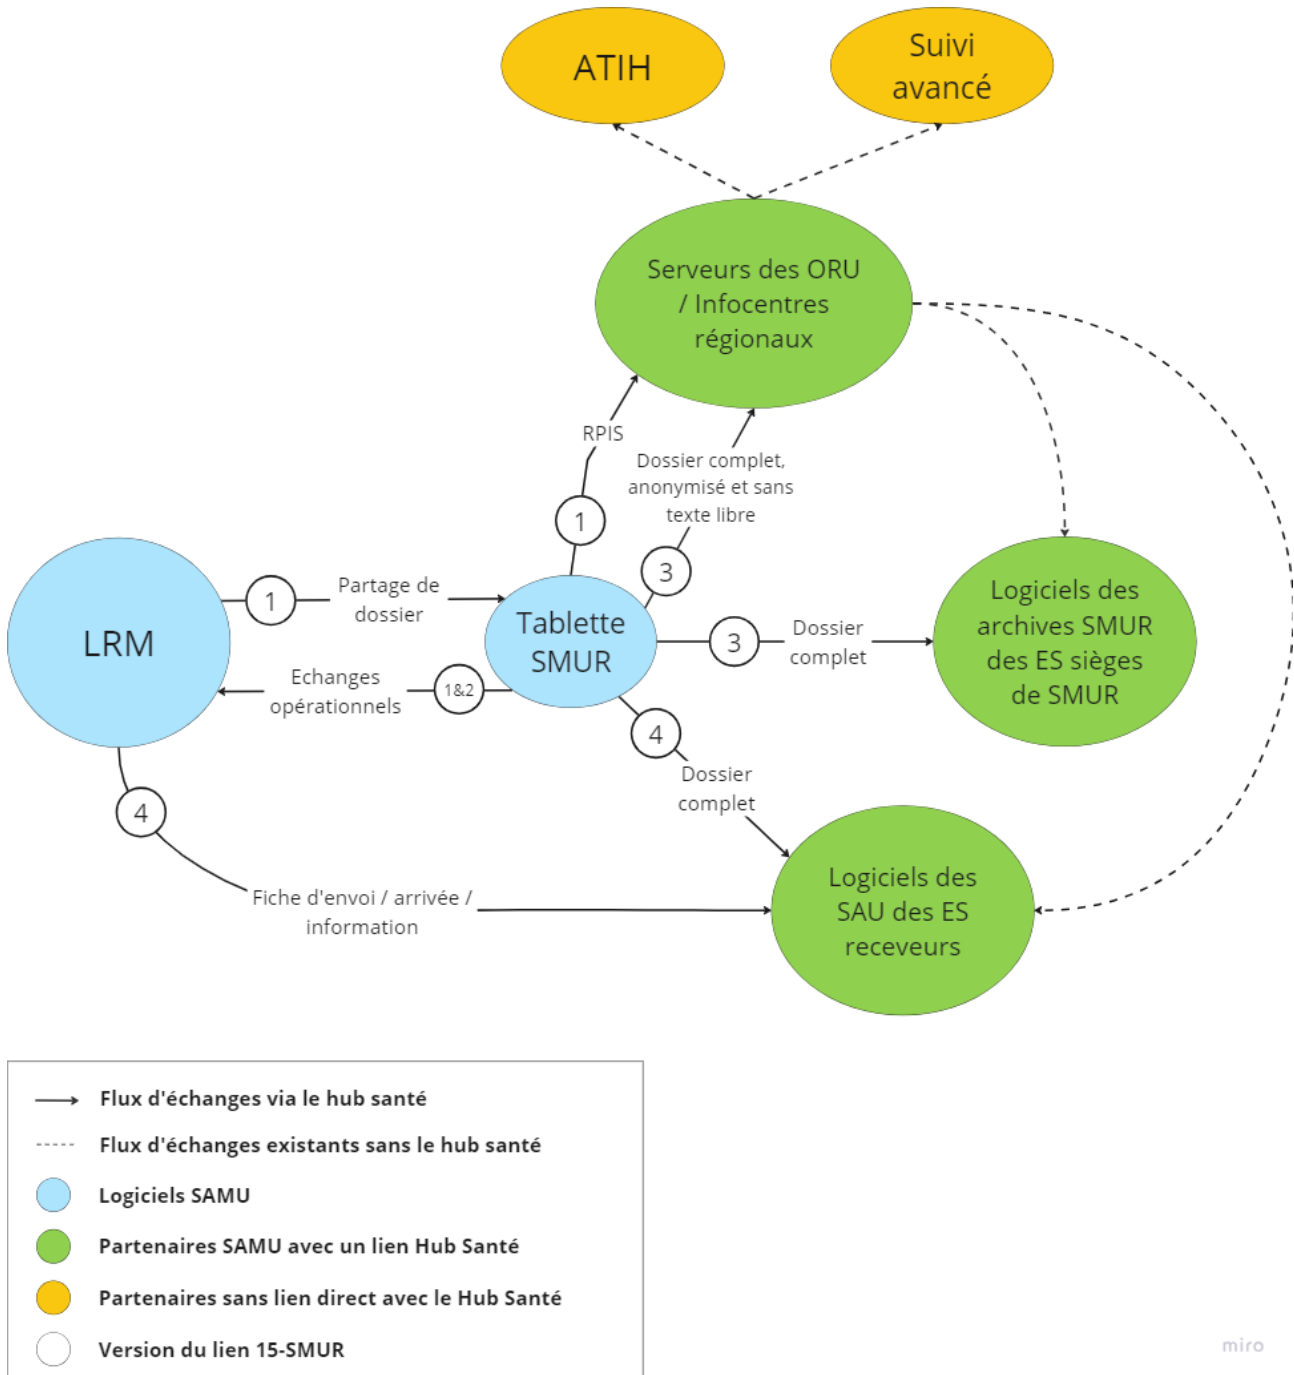 ATIH
Suivi
avancé
Serveurs des ORU
/ Infocentres
régionaux
RPIS
Dossier complet,
anonymisé et sans
texte libre
1
3
LRM
1
Partage de
dossier
Tablette
SMUR
3
Dossier
complet
Logiciels des
archives SMUR
des ES sièges
de SMUR
Echanges
opérationnels
1&2
4
Dossier
complet
4
Fiche d'envoi / arrivée /
information
Logiciels des
SAU des ES
receveurs
Flux d'échanges via le hub santé
Flux d'échanges existants sans le hub santé
Logiciels SAMU
Partenaires SAMU avec un lien Hub Santé
Partenaires sans lien direct avec le Hub Santé
Version du lien 15-SMUR
miro